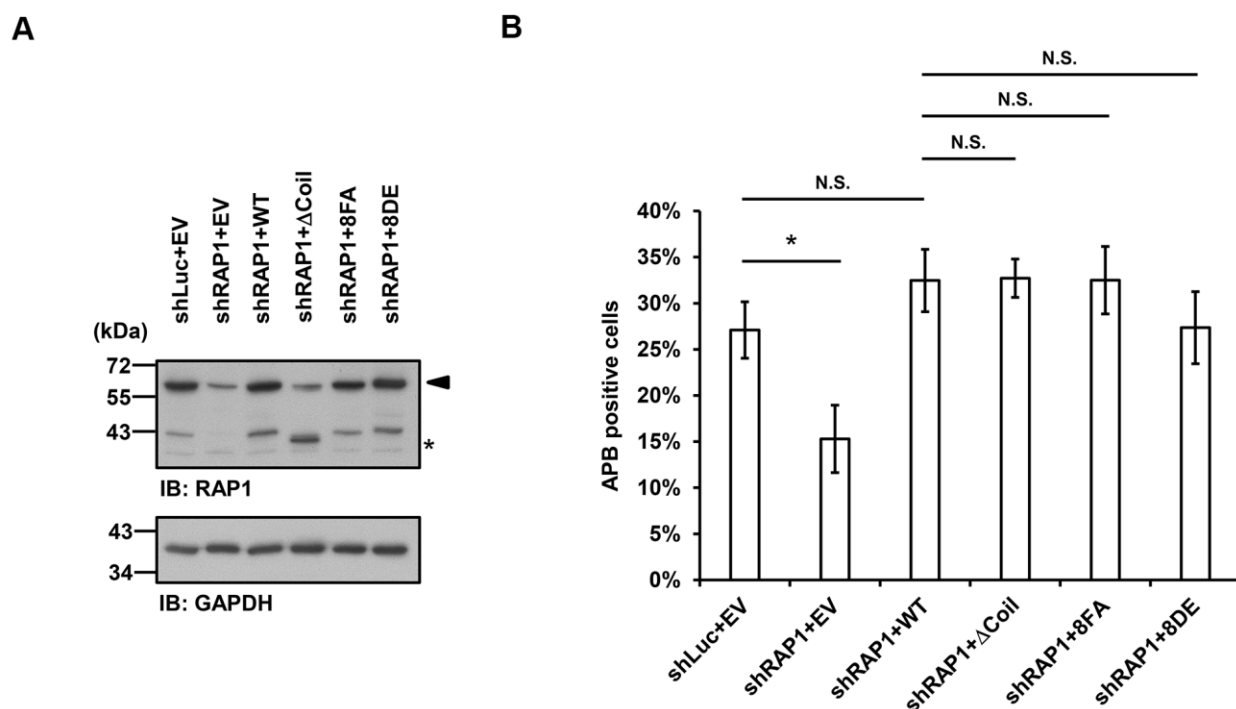 A
shLuc+EV
shRAP1+EV
shRAP1+WT
shRAP1+ΔCoil
shRAP1+8FA
shRAP1+8DE
(kDa)
72
55
43
*
IB: RAP1
43
34
IB: GAPDH
B
N.S.
N.S.
N.S.
N.S.
*
APB positive cells
40%
35%
30%
25%
20%
15%
10%
5%
0%
shLuc+EV
shRAP1+EV
shRAP1+WT
shRAP1+ΔCoil
shRAP1+8FA
shRAP1+8DE